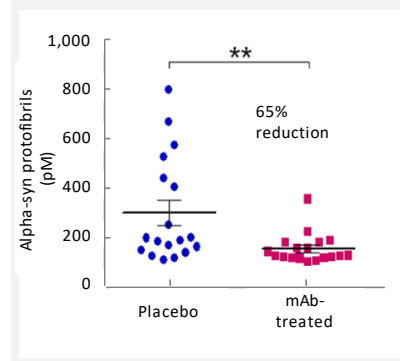 1,000
**
800
65%
reduction
600
400
200
0
Alpha-syn protofibrils
(pM)
Placebo
mAb-
treated